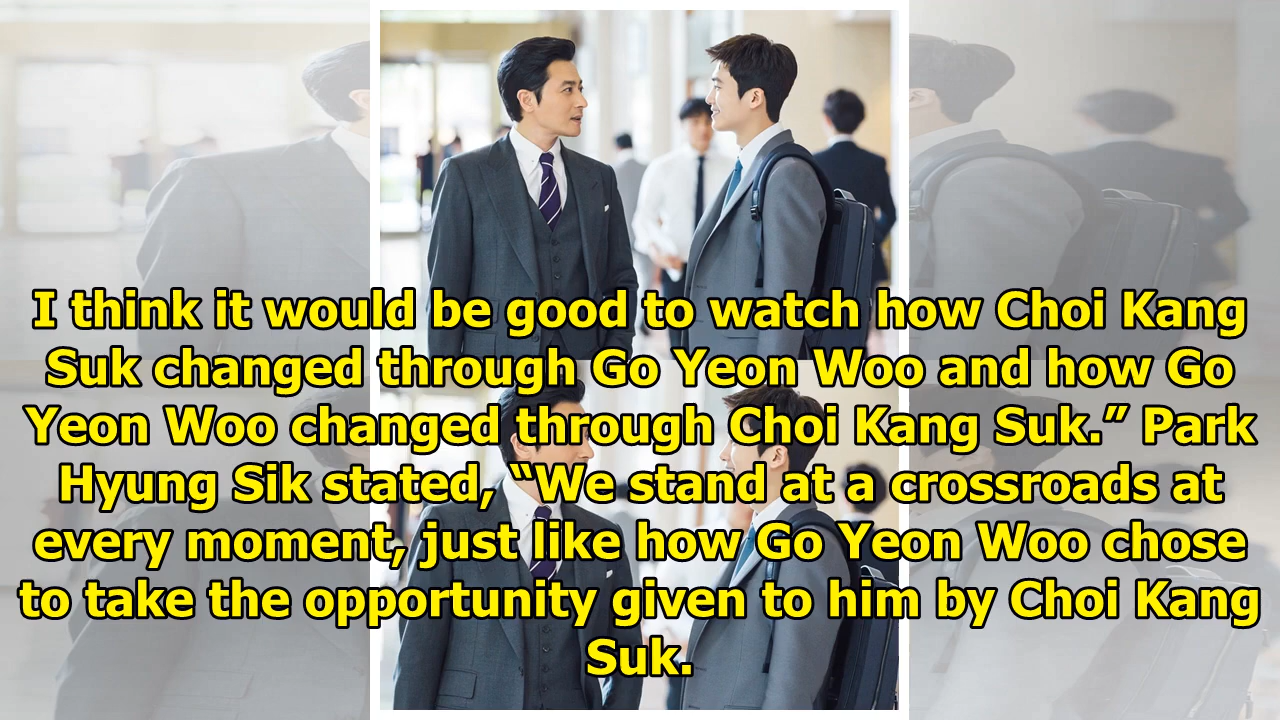 I think it would be good to watch how Choi Kang
Suk changed through Go Yeon Woo and how Go
Yeon Woo changed through Choi Kang Suk.” Park
Hyung Sik stated, “We stand at a crossroads at
every moment, just like how Go Yeon Woo chose
to take the opportunity given to him by Choi Kang
Suk.